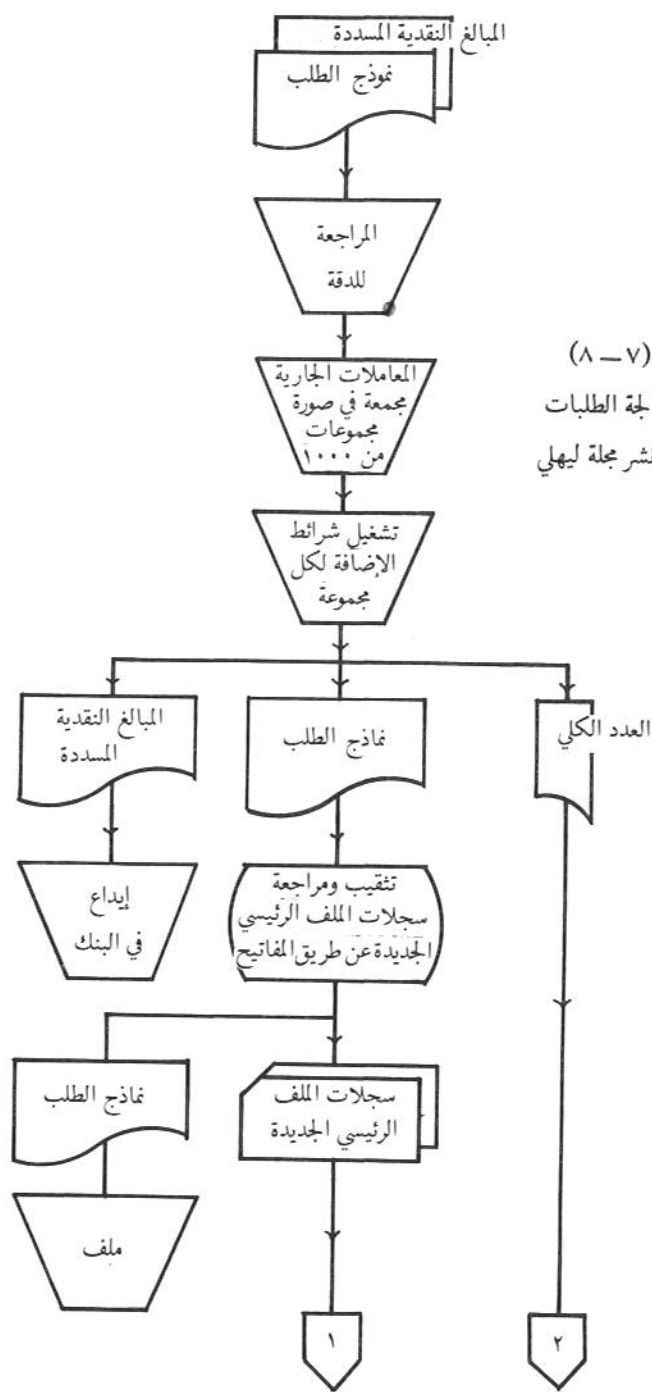 المبالغ النقدية المسددة
نموذج الطلب
المراجعة
للدقة
(٧ — ٨)
لجة الطلبات
نشر مجلة ليهلي
المعاملات الجارية
مجمعة في صورة
مجموعات
من ١٠٠٠
تشغيل شرائط
الإضافة لكل
مجموعة
المبالغ النقدية
المسددة
نماذج الطلب
العدد الكلي
إيداع
في البنك
تثقيب ومراجعة
سجلات الملف الرئيسي
الجديدة عن طريق المفاتيح
نماذج الطلب
سجلات الملف
الرئيسي الجديدة
ملف
١
٢